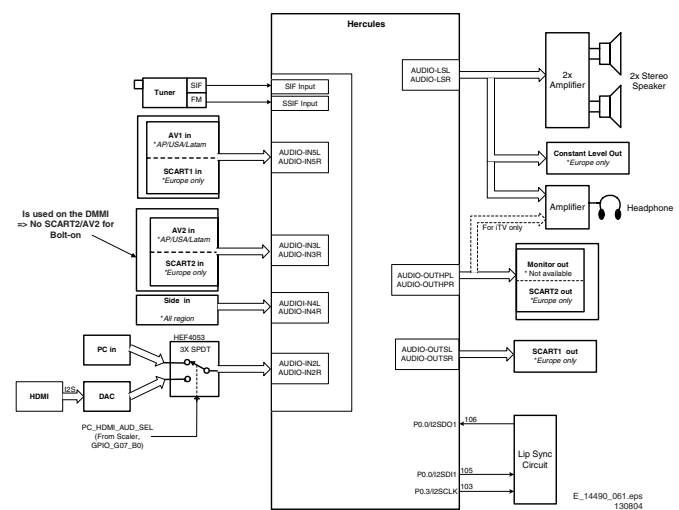 Hercules
Tuner
SIF
FM
SIF Input
SSIF Input
AV1 in
*AP/USA/Latam
SCART1 in
*Europe only
AUDIO-IN5L
AUDIO-IN5R
Is used on the DMMI
=> No SCART2/AV2 for
Bolt-on
AV2 in
*AP/USA/Latam
SCART2 in
*Europe only
AUDIO-IN3L
AUDIO-IN3R
Side in
*All region
AUDIOI-N4L
AUDIO-IN4R
HEF4053
3X SPDT
PC in
HDMI
I2S
DAC
AUDIO-IN2L
AUDIO-IN2R
PC_HDMI_AUD_SEL
(From Scaler,
GPIO_G07_B0)
AUDIO-LSL
AUDIO-LSR
2x
Amplifier
2x Stereo
Speaker
Constant Level Out
*Europe only
Amplifier
Headphone
For iTV only
AUDIO-OUTHPL
AUDIO-OUTHPR
Monitor out
* Not available
SCART2 out
*Europe only
AUDIO-OUTSL
AUDIO-OUTSR
SCART1 out
*Europe only
P0.0/I2SDO1
106
Lip Sync
Circuit
P0.0/I2SDI1
105
P0.3/I2SCLK
103
E_14490_061.eps
130804